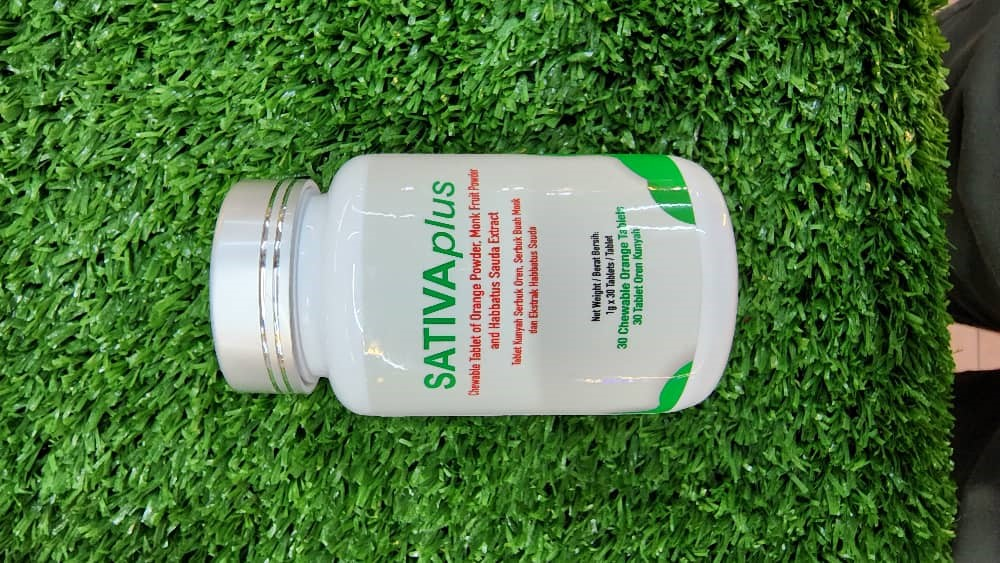 SATIVAplus
Chewable Tablet of Orange Powder, Monk Fruit Powder
and Habbatus Sauda Extract
Tablet Kunyah Serbuk Oren, Serbuk Buah Monk
dan Ekstrak Habbatus Sauda
Net Weight / Berat Bersih:
1g x 30 Tablets / Tablet
30 Chewable Orange Tablets
30 Tablet Oren Kunyah